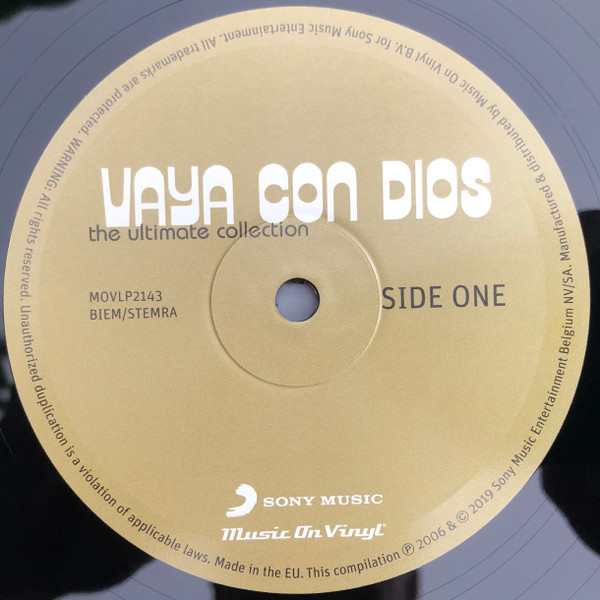 VAYA CON DIOS
the ultimate collection
MOVLP2143
BIEM/STEMRA
SIDE ONE
SONY MUSIC
Music On Vinyl
This compilation ℗ 2006 & © 2019 Sony Music Entertainment Belgium NV/SA. Manufactured & distributed by Music On Vinyl B.V. for Sony Music Entertainment. All trademarks are protected. WARNING: All rights reserved. Unauthorized duplication is a violation of applicable laws. Made in the EU.